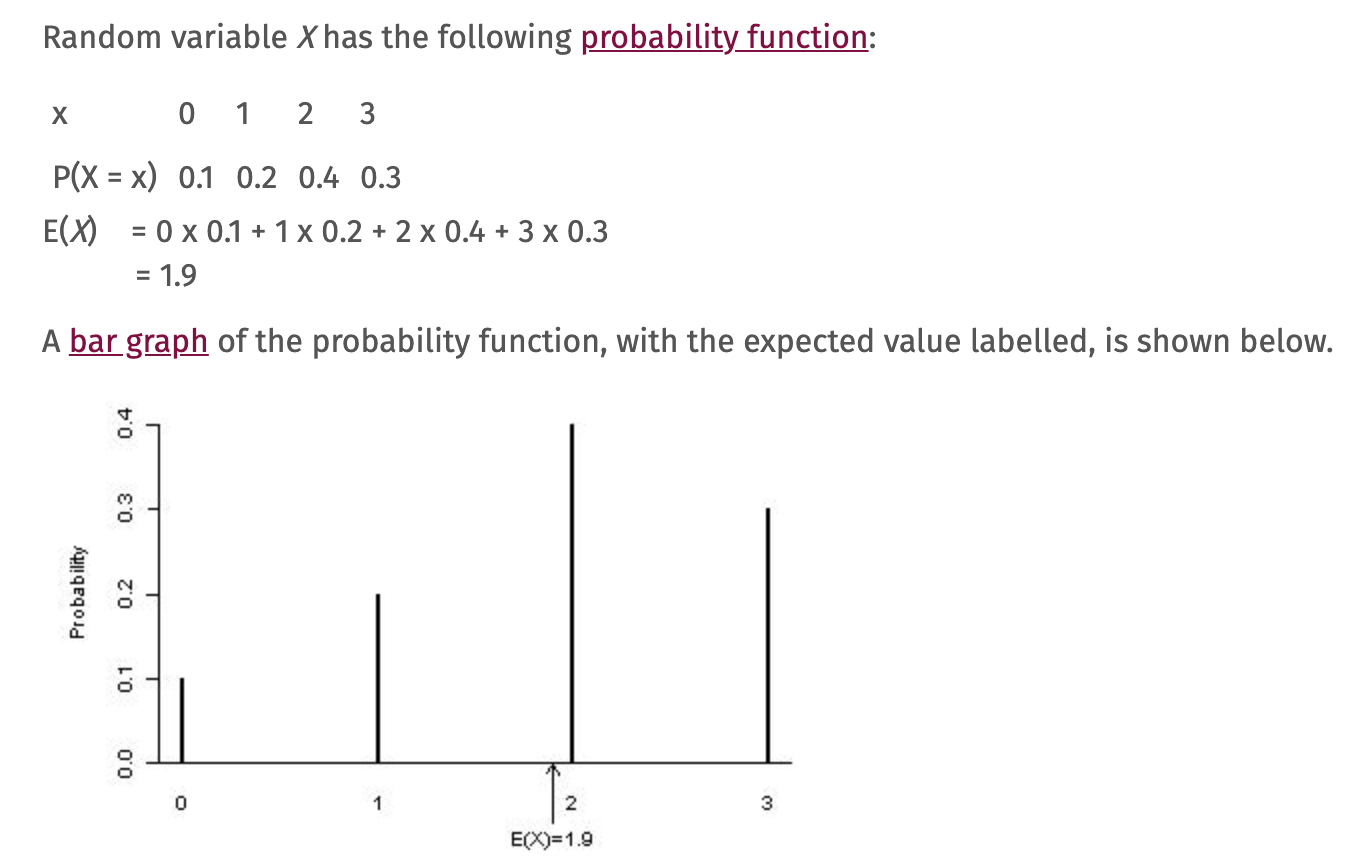 Random variable X has the following probability function:
x 0 1 2 3
P(X = x) 0.1 0.2 0.4 0.3
E(X) = 0 x 0.1 + 1 x 0.2 + 2 x 0.4 + 3 x 0.3
= 1.9
A bar graph of the probability function, with the expected value labelled, is shown below.
0.4
0.3
0.2
0.1
0.0
Probability
0 1 2 3
E(X)=1.9